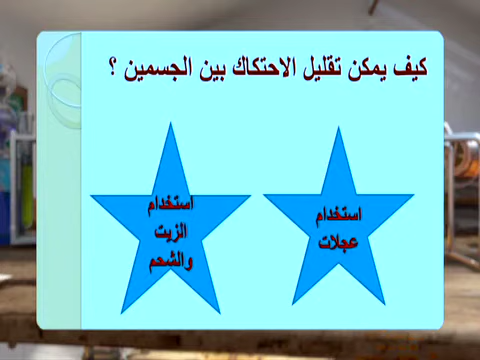 كيف يمكن تقليل الاحتكاك بين الجسمين ؟
استخدام
عجلات
استخدام
الزيت
والشحم